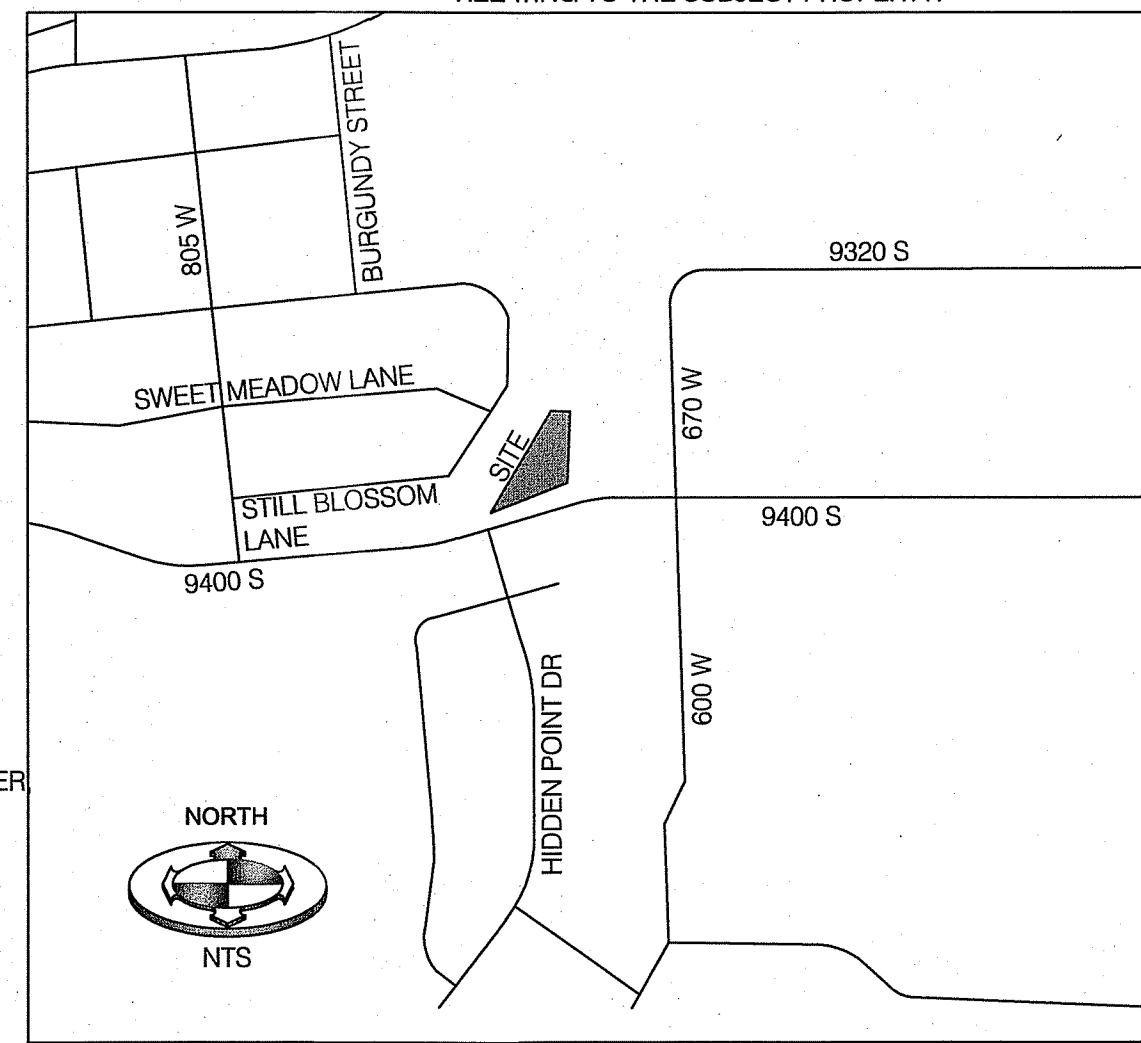 BURGUNDY STREET
805 W
9320 S
SWEET MEADOW LANE
670 W
SITE
STILL BLOSSOM
LANE
9400 S
9400 S
600 W
HIDDEN POINT DR
ER
NORTH
NTS